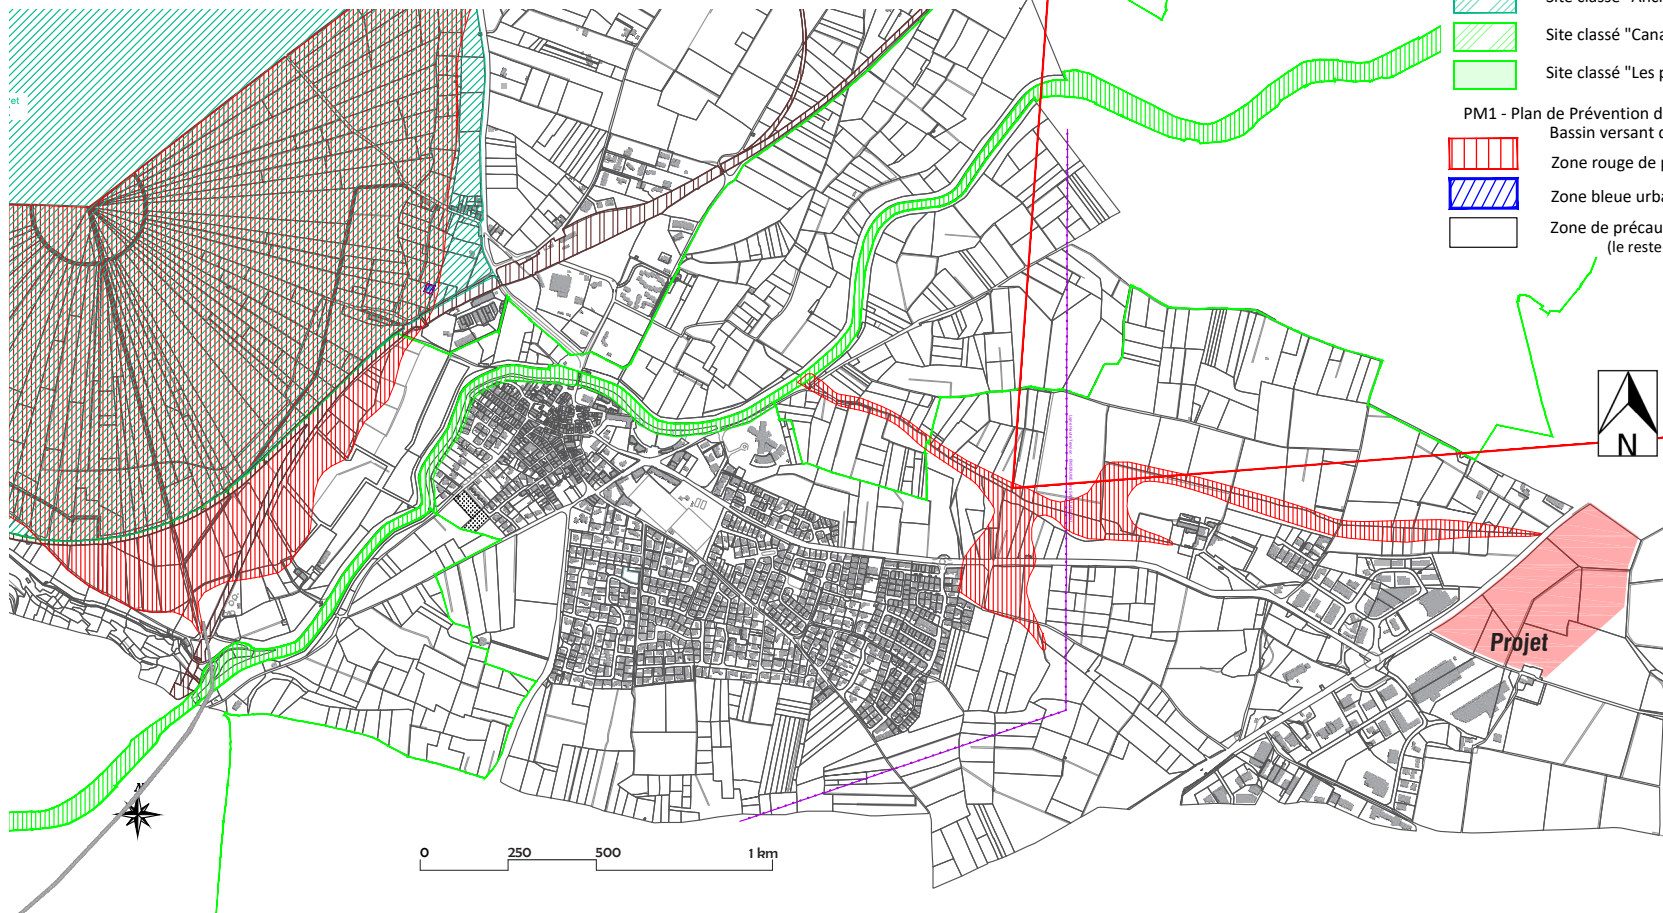 Site classé "Canal
Site classé "Les p
PM1 - Plan de Prévention d
Bassin versant d
Zone rouge de p
Zone bleue urba
Zone de précau
(le reste
N
Projet
N
0 250 500 1 km